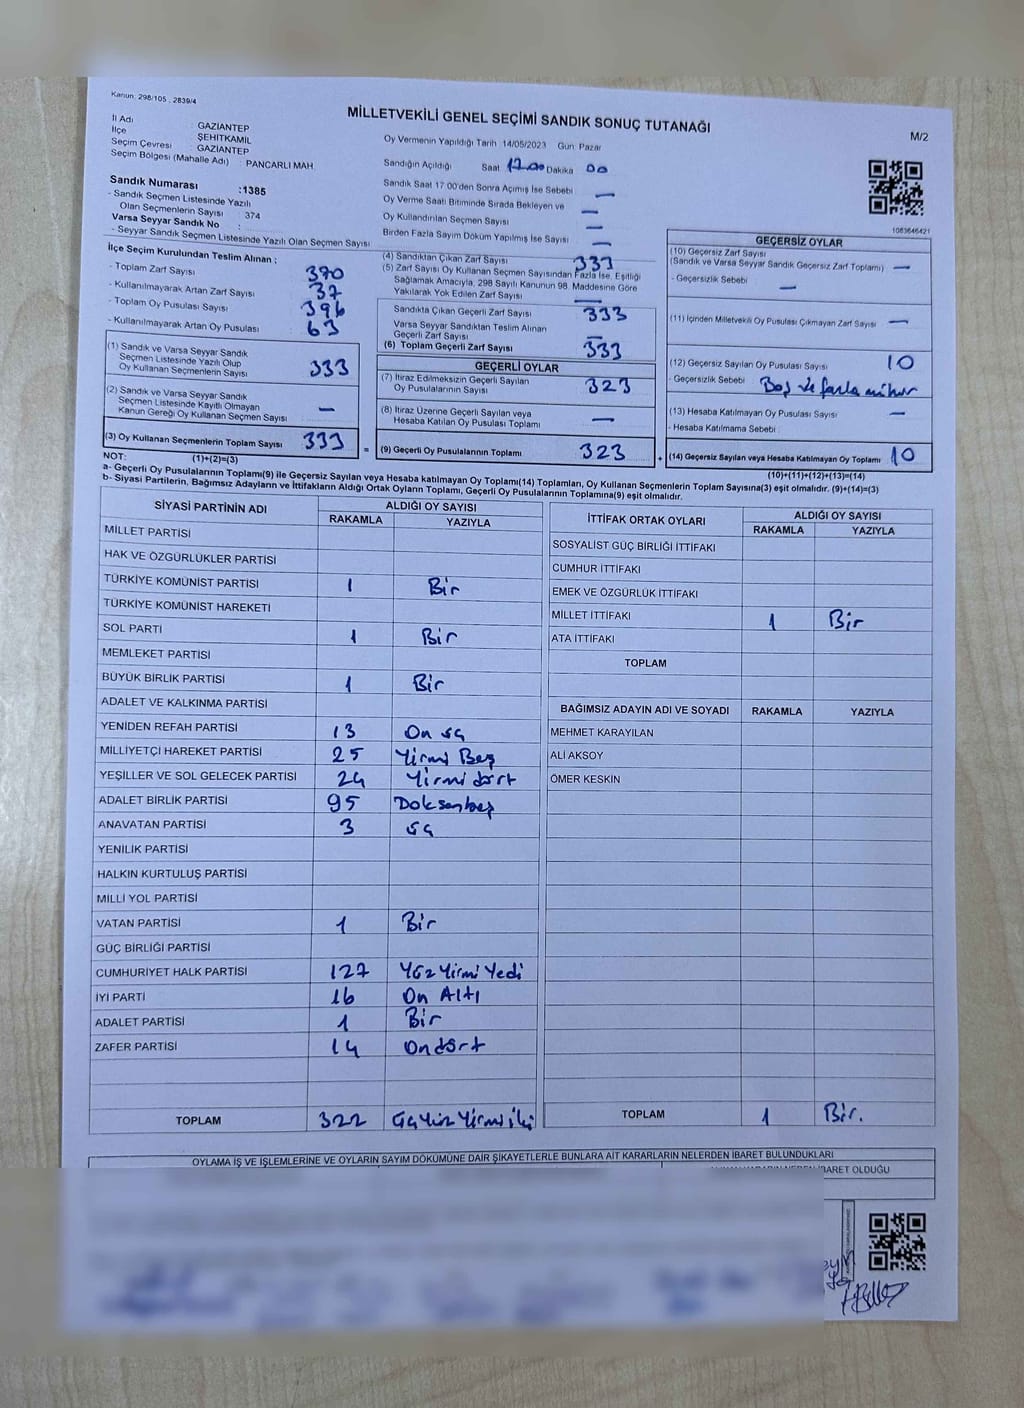 Kanun: 298/105 , 2839/4
MİLLETVEKİLİ GENEL SEÇİMİ SANDIK SONUÇ TUTANAĞI
M/2
İl Adı GAZİANTEP
İlçe ŞEHİTKAMİL
Seçim Çevresi GAZİANTEP
Seçim Bölgesi (Mahalle Adı) : PANCARLI MAH.
Sandık Numarası :1385
- Sandık Seçmen Listesinde Yazılı
Olan Seçmenlerin Sayısı 374
Varsa Seyyar Sandık No :
- Seyyar Sandık Seçmen Listesinde Yazılı Olan Seçmen Sayısı
Oy Vermenin Yapıldığı Tarih 14/05/2023 Gün: Pazar
Sandığın Açıldığı Saat 17.00 Dakika 00
Sandık Saat 17:00'den Sonra Açımış İse Sebebi —
Oy Verme Saati Bitiminde Sırada Bekleyen ve
Oy Kullandırılan Seçmen Sayısı —
Birden Fazla Sayım Döküm Yapılmış İse Sayısı —
1083646421
İlçe Seçim Kurulundan Teslim Alınan ;
- Toplam Zarf Sayısı 370
- Kullanılmayarak Artan Zarf Sayısı 37
- Toplam Oy Pusulası Sayısı 396
- Kullanılmayarak Artan Oy Pusulası 63
(1) Sandık ve Varsa Seyyar Sandık
Seçmen Listesinde Yazılı Olup
Oy Kullanan Seçmenlerin Sayısı 333
(2) Sandık ve Varsa Seyyar Sandık
Seçmen Listesinde Kayıtlı Olmayan
Kanun Gereği Oy Kullanan Seçmen Sayısı —
(3) Oy Kullanan Seçmenlerin Toplam Sayısı 333
(1)+(2)=(3)
(4) Sandıktan Çıkan Zarf Sayısı 333
(5) Zarf Sayısı Oy Kullanan Seçmen Sayısından Fazla İse, Eşitliği
Sağlamak Amacıyla, 298 Sayılı Kanunun 98. Maddesine Göre
Yakılarak Yok Edilen Zarf Sayısı —
Sandıkta Çıkan Geçerli Zarf Sayısı 333
Varsa Seyyar Sandıktan Teslim Alınan
Geçerli Zarf Sayısı —
(6) Toplam Geçerli Zarf Sayısı 333
GEÇERLİ OYLAR
(7) İtiraz Edilmeksizin Geçerli Sayılan
Oy Pusulalarının Sayısı 323
(8) İtiraz Üzerine Geçerli Sayılan veya
Hesaba Katılan Oy Pusulası Toplamı —
= (9) Geçerli Oy Pusulalarının Toplamı 323
GEÇERSİZ OYLAR
(10) Geçersiz Zarf Sayısı
(Sandık ve Varsa Seyyar Sandık Geçersiz Zarf Toplamı) —
- Geçersizlik Sebebi —
(11) İçinden Milletvekili Oy Pusulası Çıkmayan Zarf Sayısı —
(12) Geçersiz Sayılan Oy Pusulası Sayısı 10
- Geçersizlik Sebebi Boş ve fazla mühür
(13) Hesaba Katılmayan Oy Pusulası Sayısı —
- Hesaba Katılmama Sebebi
+ (14) Geçersiz Sayılan veya Hesaba Katılmayan Oy Toplamı 10
(10)+(11)+(12)+(13)=(14)
NOT:
a- Geçerli Oy Pusulalarının Toplamı(9) ile Geçersiz Sayılan veya Hesaba katılmayan Oy Toplamı(14) Toplamları, Oy Kullanan Seçmenlerin Toplam Sayısına(3) eşit olmalıdır. (9)+(14)=(3)
b- Siyasi Partilerin, Bağımsız Adayların ve İttifakların Aldığı Ortak Oyların Toplamı, Geçerli Oy Pusulalarının Toplamına(9) eşit olmalıdır.
SİYASİ PARTİNİN ADI ALDIĞI OY SAYISI
RAKAMLA YAZIYLA
MİLLET PARTİSİ
HAK VE ÖZGÜRLÜKLER PARTİSİ
TÜRKİYE KOMÜNİST PARTİSİ 1 Bir
TÜRKİYE KOMÜNİST HAREKETİ
SOL PARTİ 1 Bir
MEMLEKET PARTİSİ
BÜYÜK BİRLİK PARTİSİ 1 Bir
ADALET VE KALKINMA PARTİSİ
YENİDEN REFAH PARTİSİ 13 On üç
MİLLİYETÇİ HAREKET PARTİSİ 25 Yirmi Beş
YEŞİLLER VE SOL GELECEK PARTİSİ 24 Yirmi dört
ADALET BİRLİK PARTİSİ 95 Doksanbeş
ANAVATAN PARTİSİ 3 üç
YENİLİK PARTİSİ
HALKIN KURTULUŞ PARTİSİ
MİLLİ YOL PARTİSİ
VATAN PARTİSİ 1 Bir
GÜÇ BİRLİĞİ PARTİSİ
CUMHURİYET HALK PARTİSİ 127 Yüz Yirmi Yedi
İYİ PARTİ 16 On Altı
ADALET PARTİSİ 1 Bir
ZAFER PARTİSİ 14 Ondört
TOPLAM 322 Üçyüz Yirmi iki
İTTİFAK ORTAK OYLARI ALDIĞI OY SAYISI
RAKAMLA YAZIYLA
SOSYALİST GÜÇ BİRLİĞİ İTTİFAKI
CUMHUR İTTİFAKI
EMEK VE ÖZGÜRLÜK İTTİFAKI
MİLLET İTTİFAKI 1 Bir
ATA İTTİFAKI
TOPLAM
BAĞIMSIZ ADAYIN ADI VE SOYADI RAKAMLA YAZIYLA
MEHMET KARAYILAN
ALİ AKSOY
ÖMER KESKİN
TOPLAM 1 Bir.
OYLAMA İŞ VE İŞLEMLERİNE VE OYLARIN SAYIM DÖKÜMÜNE DAİR ŞİKAYETLERLE BUNLARA AİT KARARLARIN NELERDEN İBARET BULUNDUKLARI
İBARET OLDUĞU